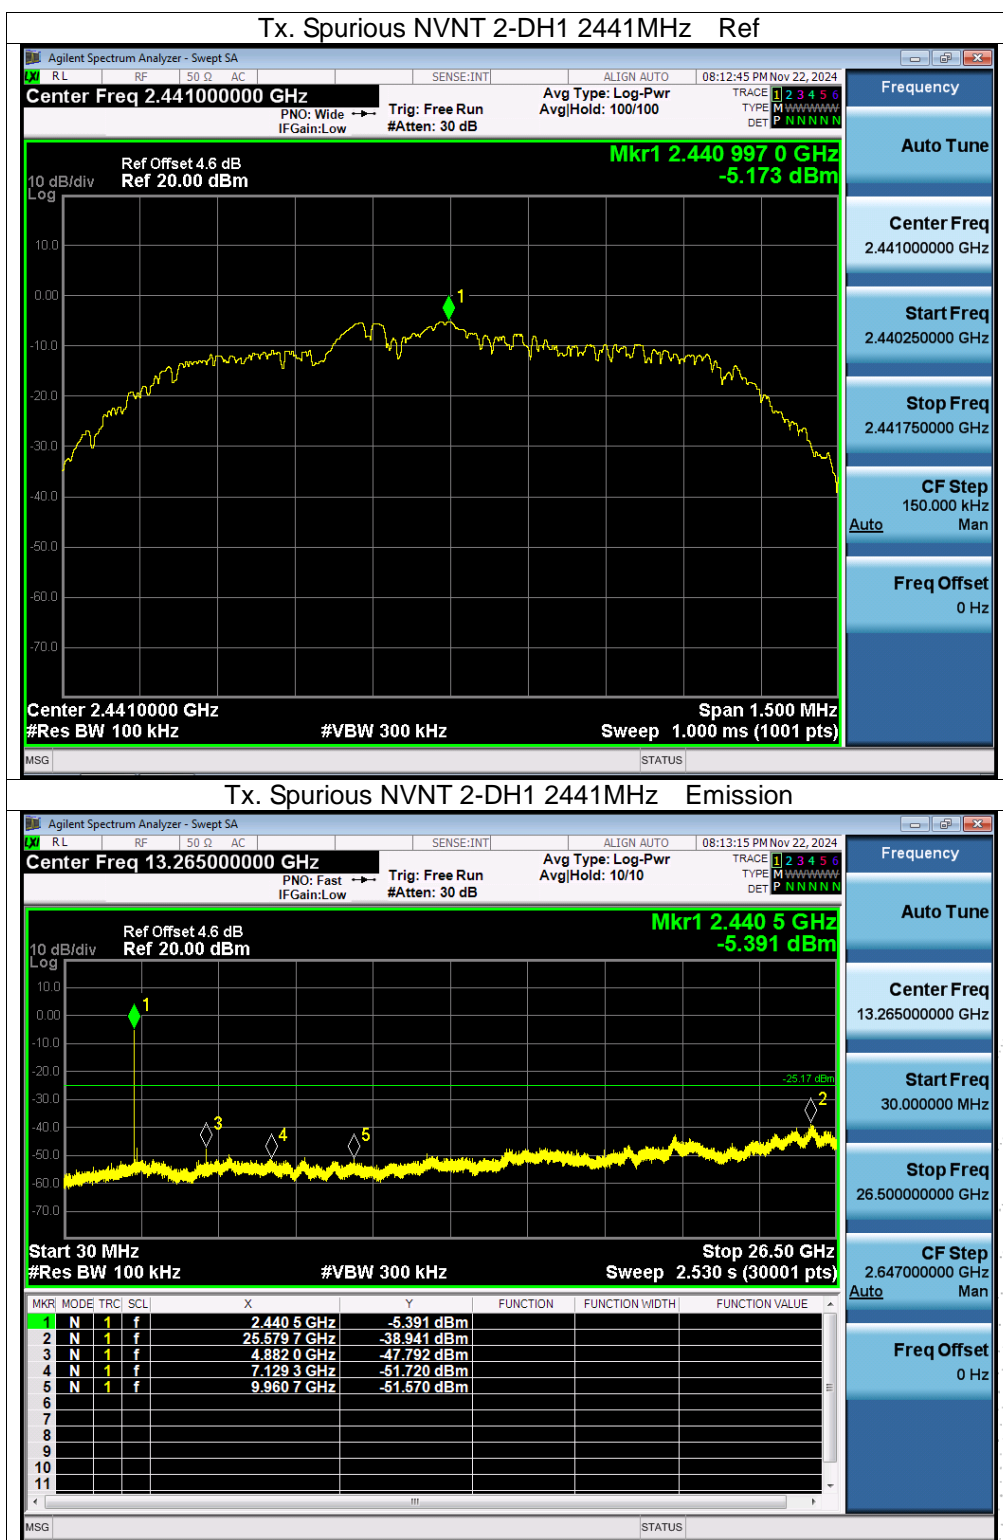 Tx. Spurious NVNT 2-DH1 2441MHz Ref
Agilent Spectrum Analyzer - Swept SA
LXI RL RF 50 Ω AC SENSE:INT ALIGN AUTO 08:12:45 PM Nov 22, 2024
Center Freq 2.441000000 GHz
PNO: Wide
IFGain:Low
Trig: Free Run
#Atten: 30 dB
Avg Type: Log-Pwr
Avg|Hold: 100/100
TRACE 1 2 3 4 5 6
TYPE M WWWWW
DET P N N N N N
Ref Offset 4.6 dB
10 dB/div Ref 20.00 dBm
Log
Mkr1 2.440 997 0 GHz
-5.173 dBm
10.0
0.00
-10.0
-20.0
-30.0
-40.0
-50.0
-60.0
-70.0
1
Center 2.4410000 GHz Span 1.500 MHz
#Res BW 100 kHz #VBW 300 kHz Sweep 1.000 ms (1001 pts)
MSG STATUS
Frequency
Auto Tune
Center Freq
2.441000000 GHz
Start Freq
2.440250000 GHz
Stop Freq
2.441750000 GHz
CF Step
150.000 kHz
Auto Man
Freq Offset
0 Hz
Tx. Spurious NVNT 2-DH1 2441MHz Emission
Agilent Spectrum Analyzer - Swept SA
LXI RL RF 50 Ω AC SENSE:INT ALIGN AUTO 08:13:15 PM Nov 22, 2024
Center Freq 13.265000000 GHz
PNO: Fast
IFGain:Low
Trig: Free Run
#Atten: 30 dB
Avg Type: Log-Pwr
Avg|Hold: 10/10
TRACE 1 2 3 4 5 6
TYPE M WWWWW
DET P N N N N N
Ref Offset 4.6 dB
10 dB/div Ref 20.00 dBm
Log
Mkr1 2.440 5 GHz
-5.391 dBm
10.0
0.00
-10.0
-20.0
-30.0
-40.0
-50.0
-60.0
-70.0
1
-25.17 dBm
2
3
4
5
Start 30 MHz Stop 26.50 GHz
#Res BW 100 kHz #VBW 300 kHz Sweep 2.530 s (30001 pts)
MKR MODE TRC SCL X Y FUNCTION FUNCTION WIDTH FUNCTION VALUE
1 N 1 f 2.440 5 GHz -5.391 dBm
2 N 1 f 25.579 7 GHz -38.941 dBm
3 N 1 f 4.882 0 GHz -47.792 dBm
4 N 1 f 7.129 3 GHz -51.720 dBm
5 N 1 f 9.960 7 GHz -51.570 dBm
6
7
8
9
10
11
MSG STATUS
Frequency
Auto Tune
Center Freq
13.265000000 GHz
Start Freq
30.000000 MHz
Stop Freq
26.500000000 GHz
CF Step
2.647000000 GHz
Auto Man
Freq Offset
0 Hz